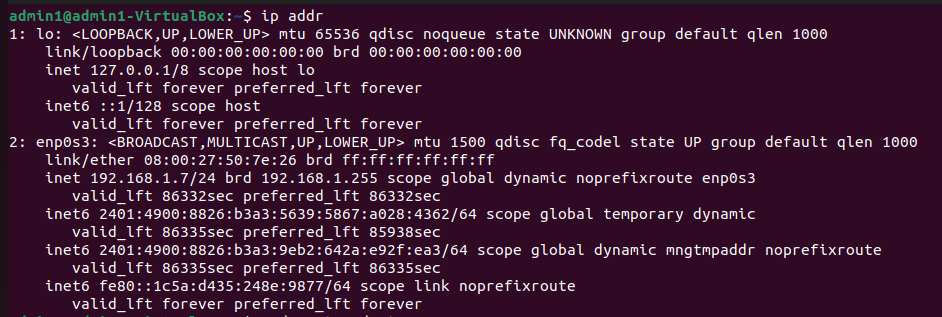 admin1@admin1-VirtualBox:~$ ip addr
1: lo: <LOOPBACK,UP,LOWER_UP> mtu 65536 qdisc noqueue state UNKNOWN group default qlen 1000
    link/loopback 00:00:00:00:00:00 brd 00:00:00:00:00:00
    inet 127.0.0.1/8 scope host lo
       valid_lft forever preferred_lft forever
    inet6 ::1/128 scope host
       valid_lft forever preferred_lft forever
2: enp0s3: <BROADCAST,MULTICAST,UP,LOWER_UP> mtu 1500 qdisc fq_codel state UP group default qlen 1000
    link/ether 08:00:27:50:7e:26 brd ff:ff:ff:ff:ff:ff
    inet 192.168.1.7/24 brd 192.168.1.255 scope global dynamic noprefixroute enp0s3
       valid_lft 86332sec preferred_lft 86332sec
    inet6 2401:4900:8826:b3a3:5639:5867:a028:4362/64 scope global temporary dynamic
       valid_lft 86335sec preferred_lft 85938sec
    inet6 2401:4900:8826:b3a3:9eb2:642a:e92f:ea3/64 scope global dynamic mngtmpaddr noprefixroute
       valid_lft 86335sec preferred_lft 86335sec
    inet6 fe80::1c5a:d435:248e:9877/64 scope link noprefixroute
       valid_lft forever preferred_lft forever